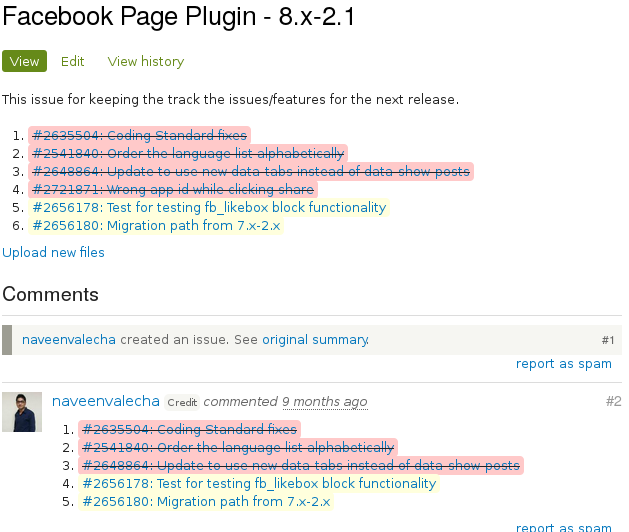 Facebook Page Plugin - 8.x-2.1
View Edit View history
This issue for keeping the track the issues/features for the next release.
1. #2635504: Coding Standard fixes
2. #2541840: Order the language list alphabetically
3. #2648864: Update to use new data-tabs instead of data-show-posts
4. #2721871: Wrong app id while clicking share
5. #2656178: Test for testing fb_likebox block functionality
6. #2656180: Migration path from 7.x-2.x
Upload new files
Comments
naveenvalecha created an issue. See original summary. #1
report as spam
naveenvalecha Credit commented 9 months ago #2
1. #2635504: Coding Standard fixes
2. #2541840: Order the language list alphabetically
3. #2648864: Update to use new data-tabs instead of data-show-posts
4. #2656178: Test for testing fb_likebox block functionality
5. #2656180: Migration path from 7.x-2.x
report as spam